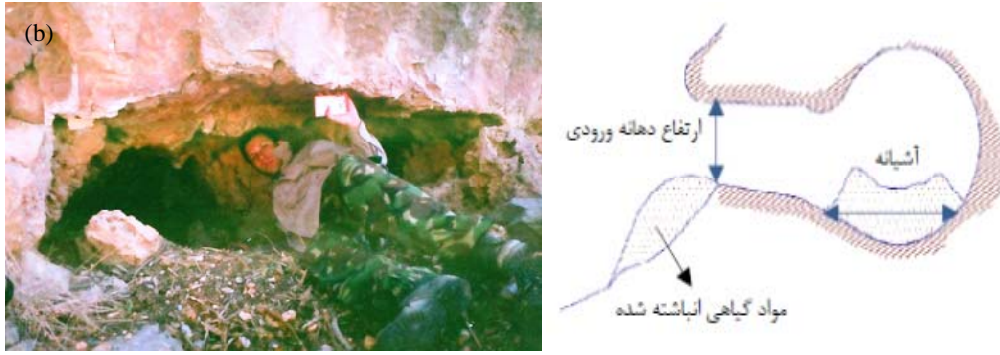 (b)
ارتفاع دهانه ورودی
آشیانه
مواد گیاهی انباشته شده